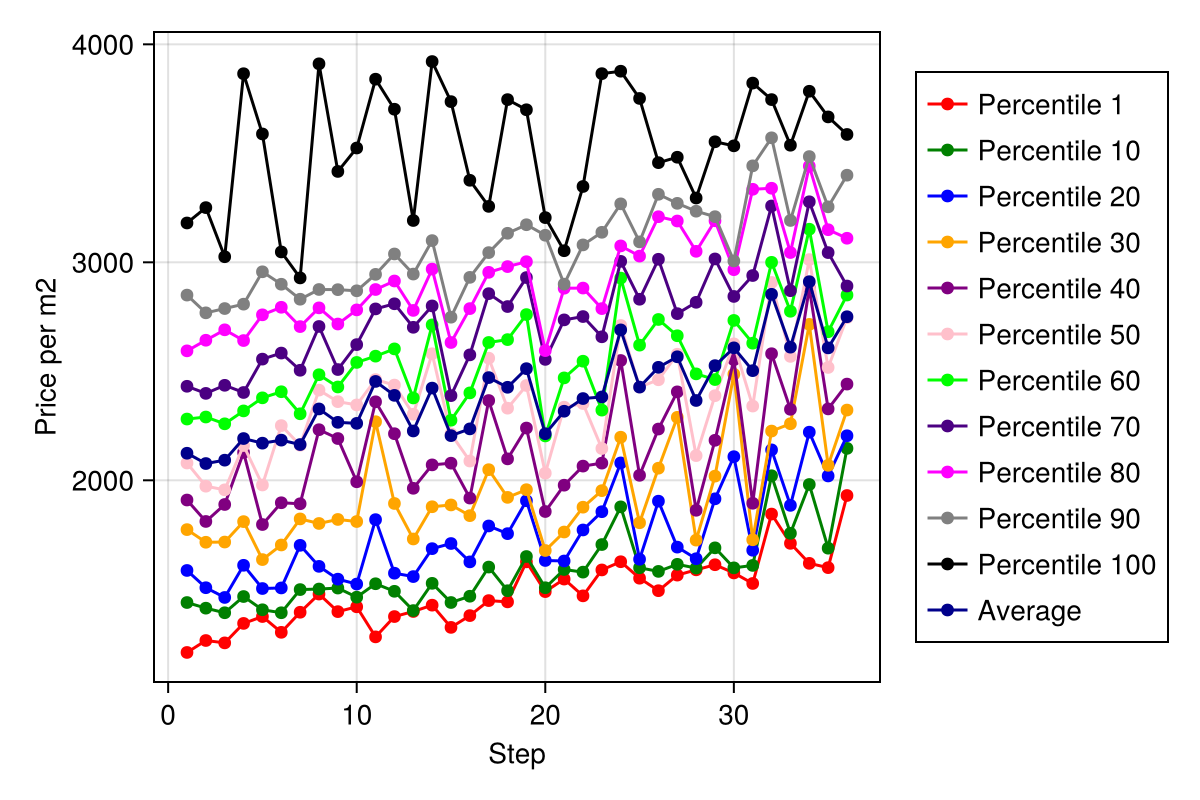 4000
3000
2000
Price per m2
0 10 20 30
Step
Percentile 1
Percentile 10
Percentile 20
Percentile 30
Percentile 40
Percentile 50
Percentile 60
Percentile 70
Percentile 80
Percentile 90
Percentile 100
Average